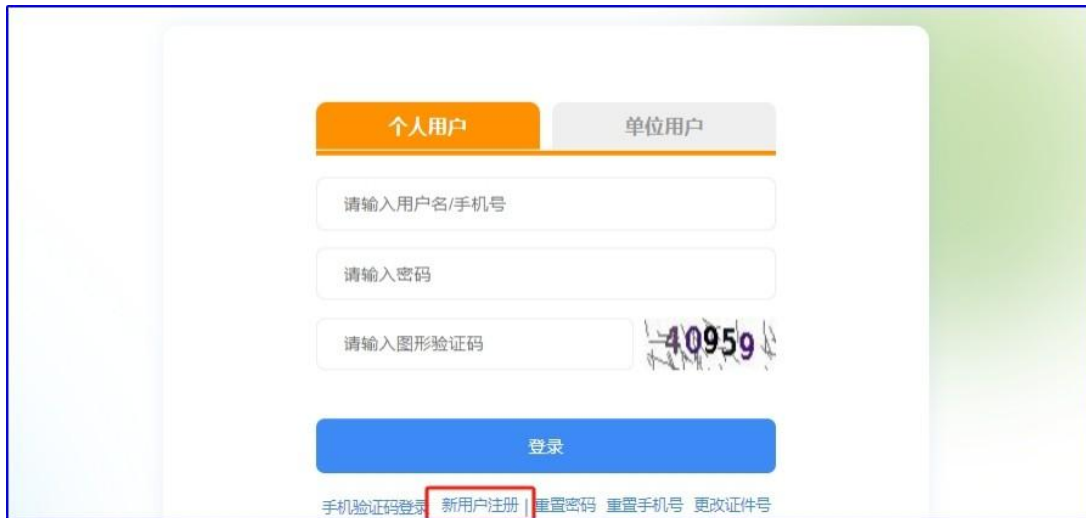 个人用户 单位用户
请输入用户名/手机号
请输入密码
请输入图形验证码 40959
登录
手机验证码登录 新用户注册 | 重置密码 重置手机号 更改证件号